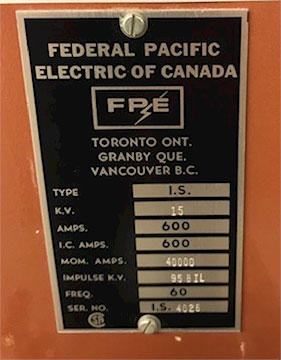 FEDERAL PACIFIC
ELECTRIC OF CANADA
FPE
TORONTO ONT.
GRANBY QUE.
VANCOUVER B.C.
TYPE I.S.
K.V. 15
AMPS. 600
I.C. AMPS. 600
MOM. AMPS 40000
IMPULSE K.V. 95 BIL
FREQ. 60
SER. NO. I.S. 4026